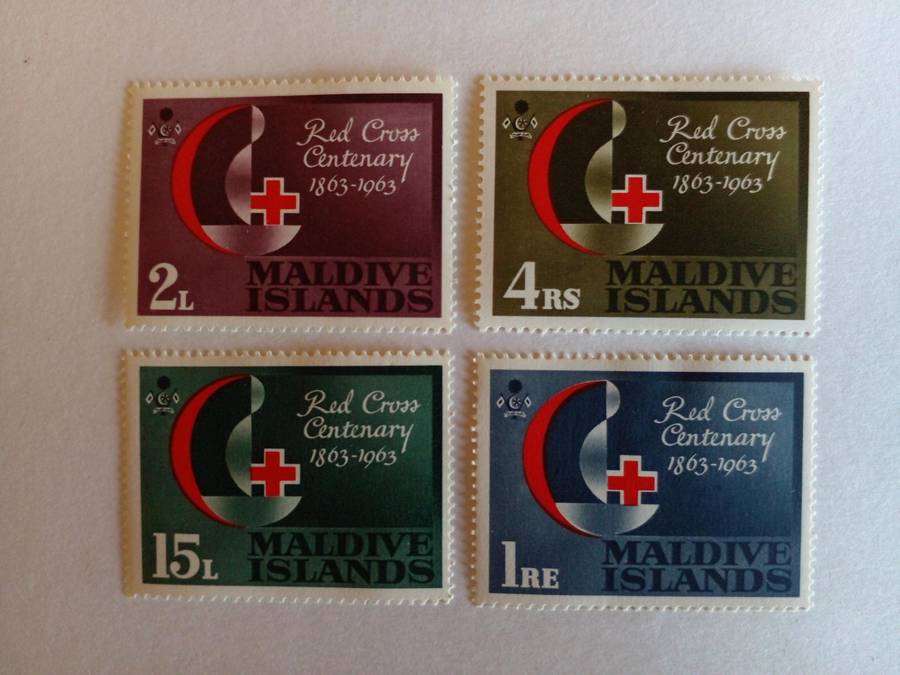 Red Cross
Centenary
1863-1963
2L
MALDIVE
ISLANDS
Red Cross
Centenary
1863-1963
4RS
MALDIVE
ISLANDS
Red Cross
Centenary
1863-1963
15L
MALDIVE
ISLANDS
Red Cross
Centenary
1863-1963
1RE
MALDIVE
ISLANDS